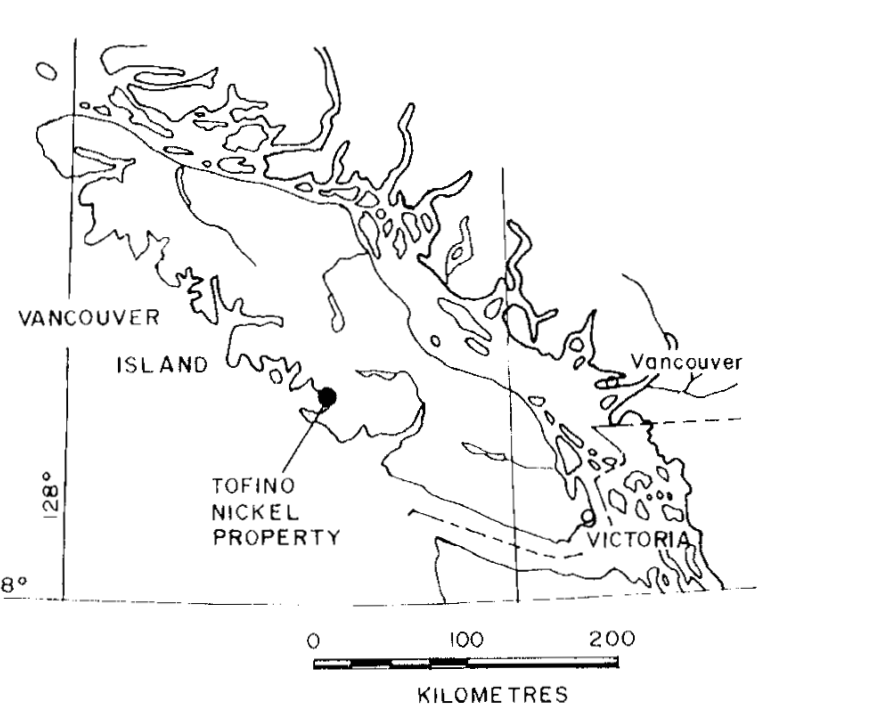 VANCOUVER
ISLAND
Vancouver
TOFINO
NICKEL
PROPERTY
128°
VICTORIA
8°
0 100 200
KILOMETRES